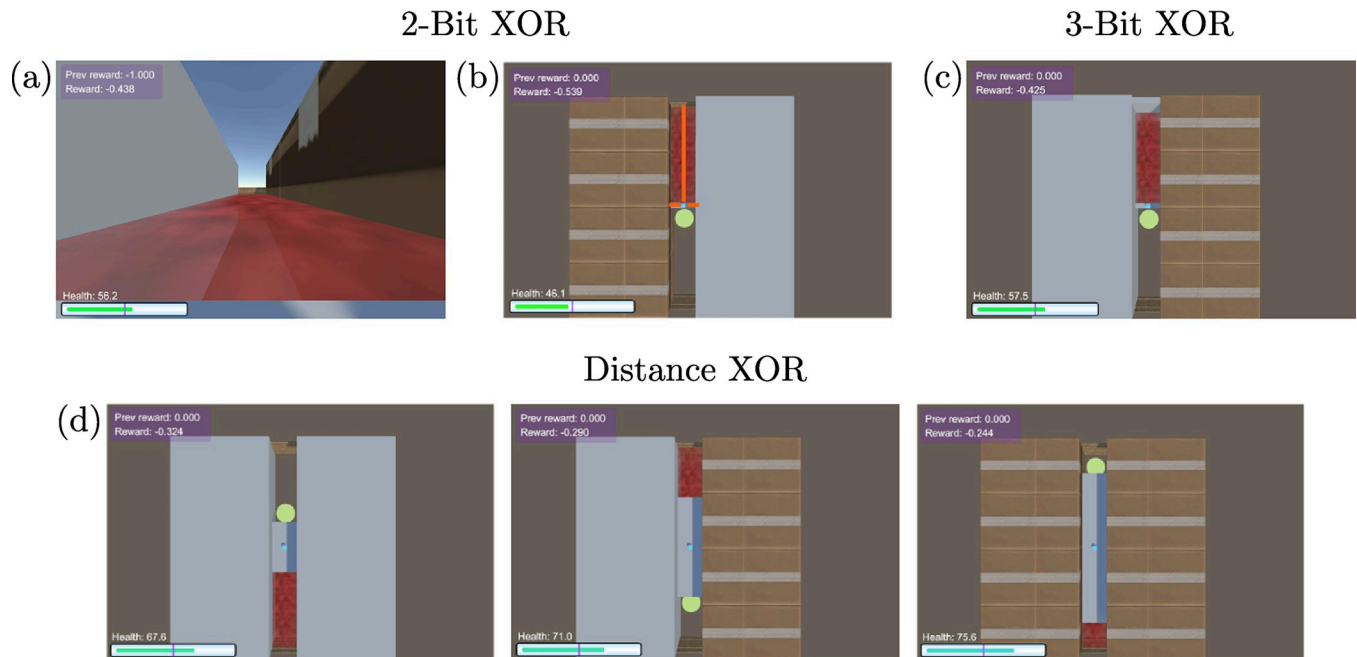 2-Bit XOR
3-Bit XOR
(a)
Prev reward: -1.000
Reward: -0.438
Health: 56.2
(b)
Prev reward: 0.000
Reward: -0.539
Health: 46.1
(c)
Prev reward: 0.000
Reward: -0.425
Health: 57.5
Distance XOR
(d)
Prev reward: 0.000
Reward: -0.324
Health: 67.6
Prev reward: 0.000
Reward: -0.290
Health: 71.0
Prev reward: 0.000
Reward: -0.244
Health: 75.6